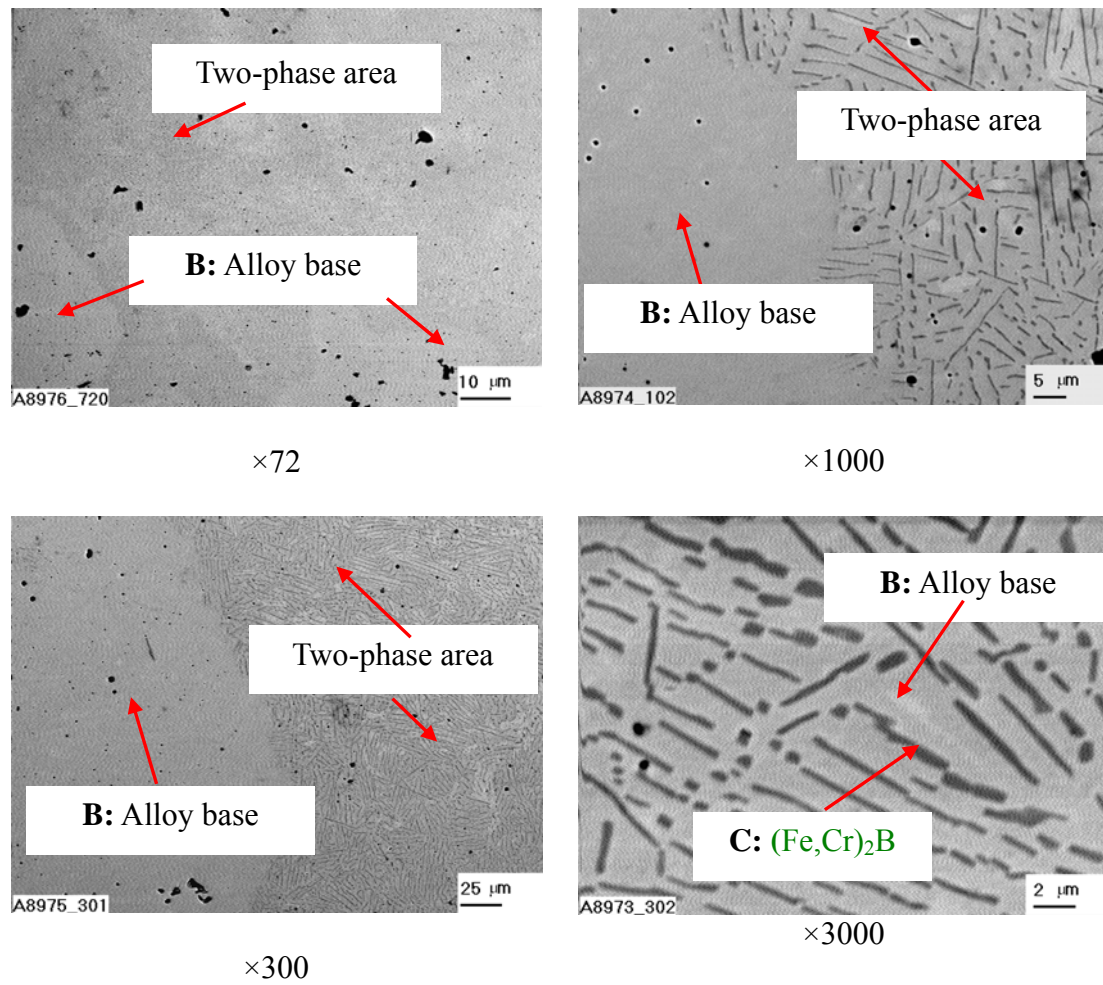 Two-phase area
B: Alloy base
10 μm
A8976_720
×72
Two-phase area
B: Alloy base
5 μm
A8974_102
×1000
Two-phase area
B: Alloy base
25 μm
A8975_301
×300
B: Alloy base
C: (Fe,Cr)₂B
2 μm
A8973_302
×3000